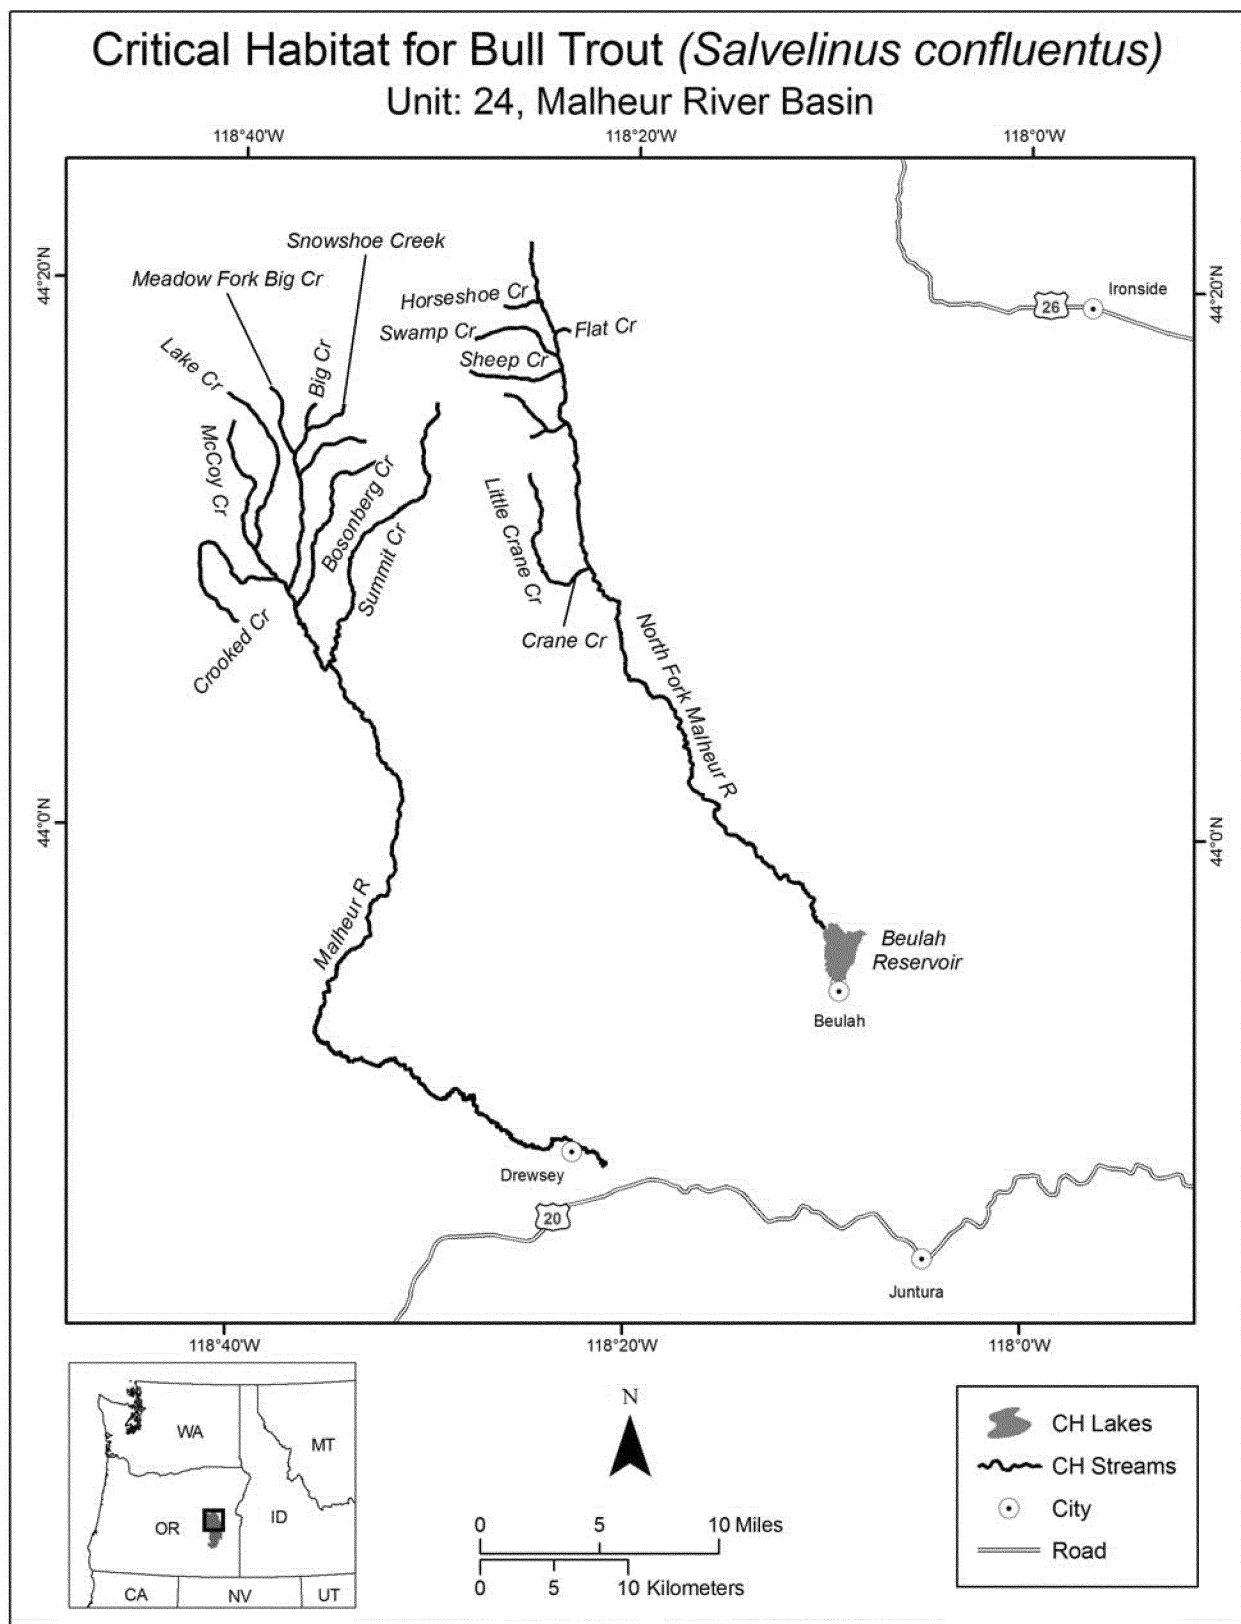 Critical Habitat for Bull Trout (Salvelinus confluentus)
Unit: 24, Malheur River Basin
118°40'W
118°20'W
118°0'W
44°20'N
44°20'N
Snowshoe Creek
Meadow Fork Big Cr
Horseshoe Cr
Ironside
26
Swamp Cr
Flat Cr
Lake Cr
Big Cr
Sheep Cr
McCoy Cr
Bosonberg Cr
Summit Cr
Little Crane Cr
Crooked Cr
Crane Cr
North Fork Malheur R
44°0'N
44°0'N
Malheur R
Beulah
Reservoir
Beulah
Drewsey
20
Juntura
118°40'W
118°20'W
118°0'W
WA
MT
OR
ID
CA
NV
UT
N
0
5
10 Miles
0
5
10 Kilometers
CH Lakes
CH Streams
City
Road